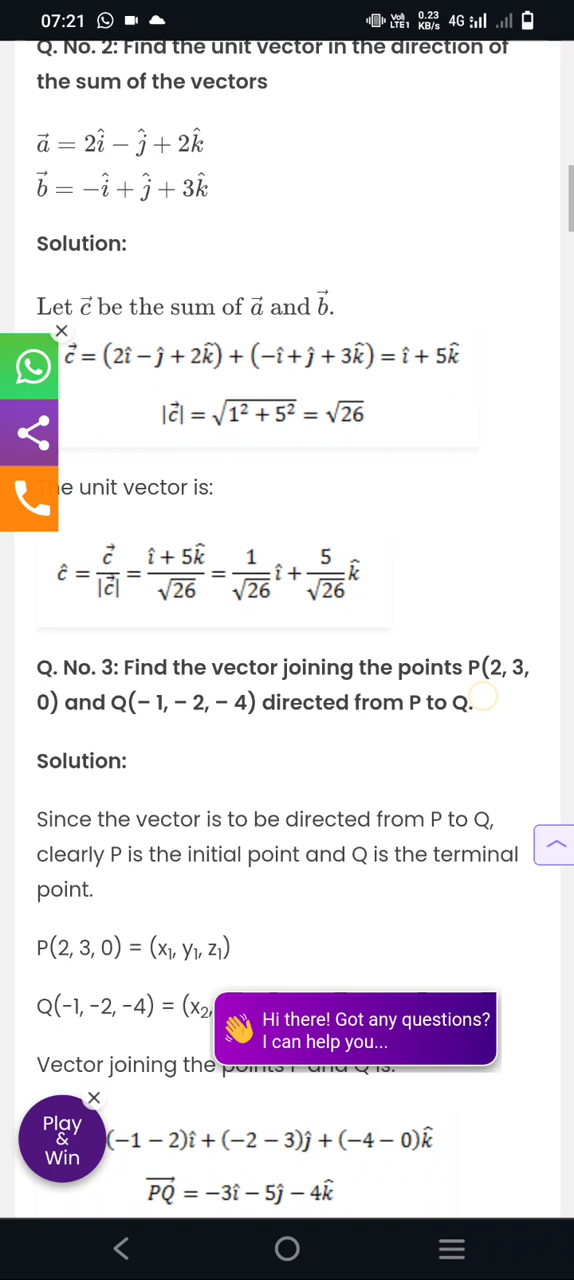 07:21
Vo)) LTE1 0.23 KB/s 4G
Q. No. 2: Find the unit vector in the direction of
the sum of the vectors
a⃗ = 2î − ĵ + 2k̂
b⃗ = −î + ĵ + 3k̂
Solution:
Let c⃗ be the sum of a⃗ and b⃗.
c⃗ = (2î − ĵ + 2k̂) + (−î + ĵ + 3k̂) = î + 5k̂
|c⃗| = √(1² + 5²) = √26
The unit vector is:
ĉ = c⃗/|c⃗| = (î + 5k̂)/√26 = 1/√26 î + 5/√26 k̂
Q. No. 3: Find the vector joining the points P(2, 3,
0) and Q(– 1, – 2, – 4) directed from P to Q.
Solution:
Since the vector is to be directed from P to Q,
clearly P is the initial point and Q is the terminal
point.
P(2, 3, 0) = (x₁, y₁, z₁)
Q(-1, -2, -4) = (x₂,
Hi there! Got any questions?
I can help you...
Vector joining the points P and Q is:
Play
&
Win
(−1 − 2)î + (−2 − 3)ĵ + (−4 − 0)k̂
PQ⃗ = −3î − 5ĵ − 4k̂